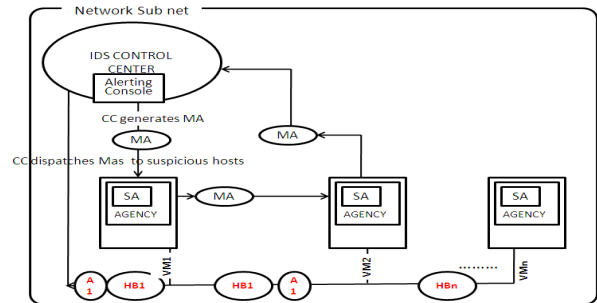 Network Sub net
IDS CONTROL
CENTER
Alerting
Console
CC generates MA
MA
MA
CC dispatches Mas to suspicious hosts
SA
AGENCY
MA
SA
AGENCY
SA
AGENCY
VM1
VM2
VMn
.........
A
1
HB1
HB1
A
1
HBn